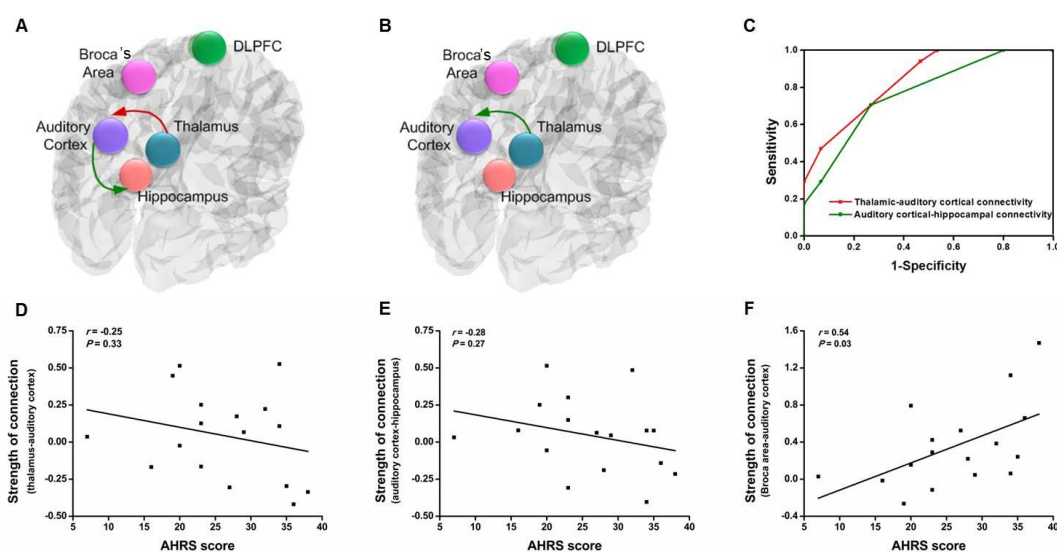 A
Broca's
Area
DLPFC
Auditory
Cortex
Thalamus
Hippocampus
B
Broca's
Area
DLPFC
Auditory
Cortex
Thalamus
Hippocampus
C
1.0
0.8
0.6
0.4
0.2
0.0
Sensitivity
Thalamic-auditory cortical connectivity
Auditory cortical-hippocampal connectivity
0.0 0.2 0.4 0.6 0.8 1.0
1-Specificity
D
r = -0.25
P = 0.33
0.75
0.50
0.25
0.00
-0.25
-0.50
Strength of connection
(thalamus-auditory cortex)
5 10 15 20 25 30 35 40
AHRS score
E
r = -0.28
P = 0.27
0.75
0.50
0.25
0.00
-0.25
-0.50
Strength of connection
(auditory cortex-hippocampus)
5 10 15 20 25 30 35 40
AHRS score
F
r = 0.54
P = 0.03
1.6
1.2
0.8
0.4
0.0
-0.4
Strength of connection
(Broca area-auditory cortex)
5 10 15 20 25 30 35 40
AHRS score